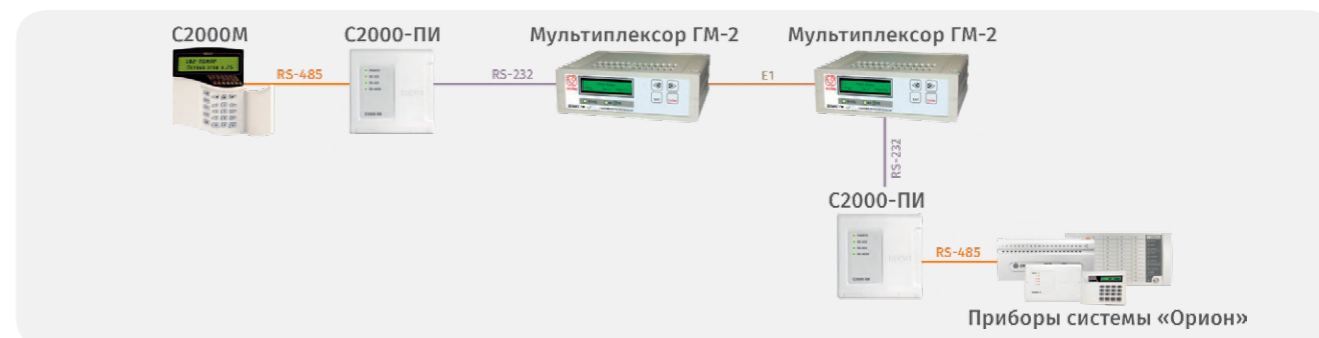 С2000М
С2000-ПИ
Мультиплексор ГМ-2
Мультиплексор ГМ-2
RS-485
RS-232
E1
RS-232
С2000-ПИ
RS-485
Приборы системы «Орион»